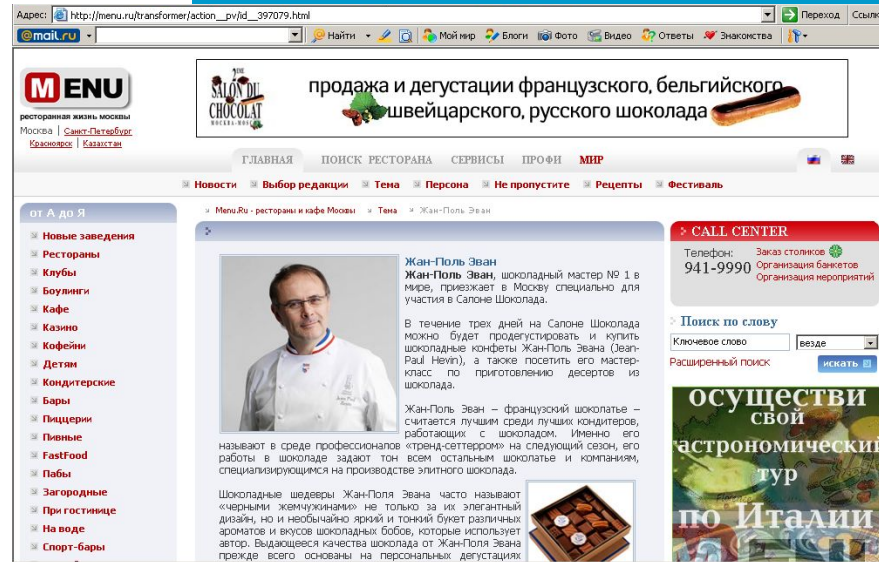 Адрес: http://menu.ru/transformer/action__pv/id__397079.html Переход Ссылк
@mail.ru Найти Мой мир Блоги Фото Видео Ответы Знакомства
MENU
ресторанная жизнь москвы
Москва | Санкт-Петербург
Красноярск | Казахстан
2ÈME SALON DU CHOCOLAT
продажа и дегустации французского, бельгийского
швейцарского, русского шоколада
ГЛАВНАЯ ПОИСК РЕСТОРАНА СЕРВИСЫ ПРОФИ МИР
Новости Выбор редакции Тема Персона Не пропустите Рецепты Фестиваль
от А до Я
Новые заведения
Рестораны
Клубы
Боулинги
Кафе
Казино
Кофейни
Детям
Кондитерские
Бары
Пиццерии
Пивные
FastFood
Пабы
Загородные
При гостинице
На воде
Спорт-бары
Menu.Ru - рестораны и кафе Москвы Тема Жан-Поль Эван
Жан-Поль Эван
Жан-Поль Эван, шоколадный мастер № 1 в
мире, приезжает в Москву специально для
участия в Салоне Шоколада.
В течение трех дней на Салоне Шоколада
можно будет продегустировать и купить
шоколадные конфеты Жан-Поль Эвана (Jean-
Paul Hevin), а также посетить его мастер-
класс по приготовлению десертов из
шоколада.
Жан-Поль Эван – французский шоколатье –
считается лучшим среди лучших кондитеров,
работающих с шоколадом. Именно его
называют в среде профессионалов «тренд-сеттером» на следующий сезон, его
работы в шоколаде задают тон всем остальным шоколатье и компаниям,
специализирующимся на производстве элитного шоколада.
Шоколадные шедевры Жан-Поля Эвана часто называют
«черными жемчужинами» не только за их элегантный
дизайн, но и необычайно яркий и тонкий букет различных
ароматов и вкусов шоколадных бобов, которые использует
автор. Выдающееся качества шоколада от Жан-Поля Эвана
прежде всего основаны на персональных дегустациях
CALL CENTER
Телефон:
941-9990
Заказ столиков
Организация банкетов
Организация мероприятий
Поиск по слову
Ключевое слово везде
Расширенный поиск искать
осуществи
свой
астрономический
тур
по Италии